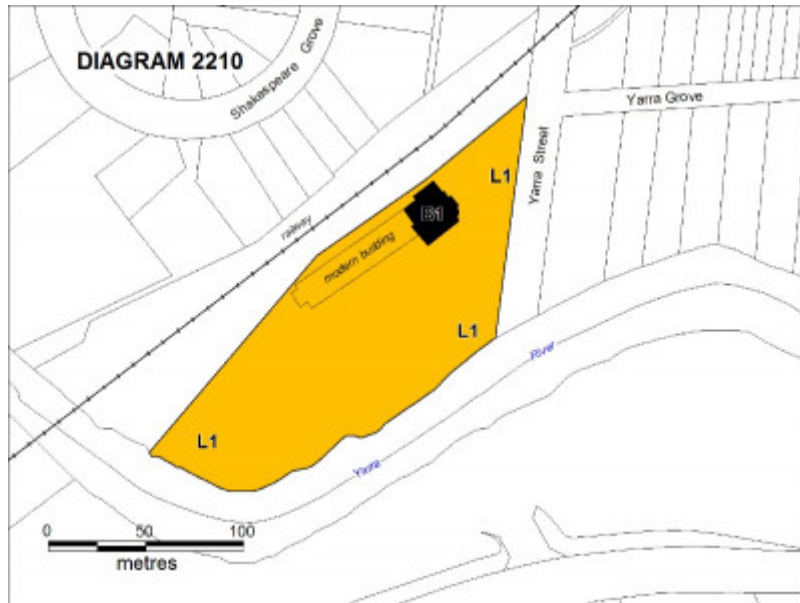 DIAGRAM 2210
Shakaspeare Grove
Yarra Grove
L1
Yarra Street
B1
railway
modern building
L1
River
L1
Yarra
0 50 100
metres